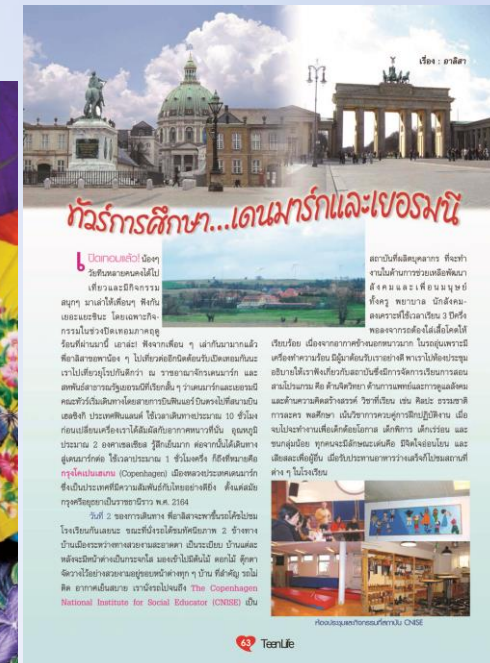 เรื่อง : อาลิสา
ทัวร์การศึกษา...เดนมาร์กและเยอรมนี
ปิดเทอมแล้ว! น้องๆ
วัยทีนหลายคนคงได้ไป
เที่ยวและมีกิจกรรม
สนุกๆ มาเล่าให้เพื่อนๆ ฟังกัน
เยอะแยะซินะ โดยเฉพาะกิจ-
กรรมในช่วงปิดเทอมภาคฤดู
ร้อนที่ผ่านมานี้ เอาล่ะ! ฟังจากเพื่อน ๆ เล่ากันมามากแล้ว
พี่อาลิสาขอพาน้อง ๆ ไปเที่ยวต่ออีกนิดต้อนรับเปิดเทอมกันนะ
เราไปเที่ยวยุโรปกันดีกว่า ณ ราชอาณาจักรเดนมาร์ก และ
สหพันธ์สาธารณรัฐเยอรมนีที่เรียกสั้น ๆ ว่าเดนมาร์กและเยอรมนี
คณะทัวร์เริ่มเดินทางโดยสายการบินฟินแอร์ บินตรงไปที่สนามบิน
เฮลซิงกิ ประเทศฟินแลนด์ ใช้เวลาเดินทางประมาณ 10 ชั่วโมง
ก่อนเปลี่ยนเครื่องเราได้สัมผัสกับอากาศหนาวที่นั่น อุณหภูมิ
ประมาณ 2 องศาเซลเซียส รู้สึกเย็นมาก ต่อจากนั้นได้เดินทาง
สู่เดนมาร์กต่อ ใช้เวลาประมาณ 1 ชั่วโมงครึ่ง ก็ถึงที่หมายคือ
กรุงโคเปนเฮเกน (Copenhagen) เมืองหลวงประเทศเดนมาร์ก
ซึ่งเป็นประเทศที่มีความสัมพันธ์กับไทยอย่างดียิ่ง ตั้งแต่สมัย
กรุงศรีอยุธยาเป็นราชธานีราว พ.ศ. 2164
วันที่ 2 ของการเดินทาง พี่อาลิสาจะพาขึ้นรถโค้ชไปชม
โรงเรียนกันเลยนะ ขณะที่นั่งรถได้ชมทัศนียภาพ 2 ข้างทาง
บ้านเมืองระหว่างทางสวยงามสะอาดตา เป็นระเบียบ บ้านแต่ละ
หลังจะมีหน้าต่างเป็นกระจกใส มองเข้าไปมีต้นไม้ ดอกไม้ ตุ๊กตา
จัดวางไว้อย่างสวยงามอยู่ขอบหน้าต่างทุก ๆ บ้าน ที่สำคัญ รถไม่
ติด อากาศเย็นสบาย เรานั่งรถไปจนถึง The Copenhagen
National Institute for Social Educator (CNISE) เป็น
สถาบันที่ผลิตบุคลากร ที่จะทำ
งานในด้านการช่วยเหลือพัฒนา
สังคมและเพื่อนมนุษย์
ทั้งครู พยาบาล นักสังคม-
สงเคราะห์ใช้เวลาเรียน 3 ปีครึ่ง
พอลงจากรถต้องใส่เสื้อโค้ตให้
เรียบร้อย เนื่องจากอากาศข้างนอกหนาวมาก ในรถอุ่นเพราะมี
เครื่องทำความร้อน มีผู้มาต้อนรับเราอย่างดี พาเราไปห้องประชุม
อธิบายให้เราฟังเกี่ยวกับสถาบันซึ่งมีการจัดการเรียนการสอน
สามโปรแกรม คือ ด้านจิตวิทยา ด้านการแพทย์และการดูแลสังคม
และด้านความคิดสร้างสรรค์ วิชาที่เรียน เช่น ศิลปะ ธรรมชาติ
การละคร พลศึกษา เน้นวิชาการควบคู่การฝึกปฏิบัติงาน เมื่อ
จบไปจะทำงานเพื่อเด็กด้อยโอกาส เด็กพิการ เด็กเร่ร่อน และ
ชนกลุ่มน้อย ทุกคนจะมีลักษณะเด่นคือ มีจิตใจอ่อนโยน และ
เสียสละเพื่อผู้อื่น เมื่อรับประทานอาหารว่างเสร็จก็ไปชมสถานที่
ต่าง ๆ ในโรงเรียน
ห้องประชุมและกิจกรรมที่สถาบัน CNISE
63 TeenLife